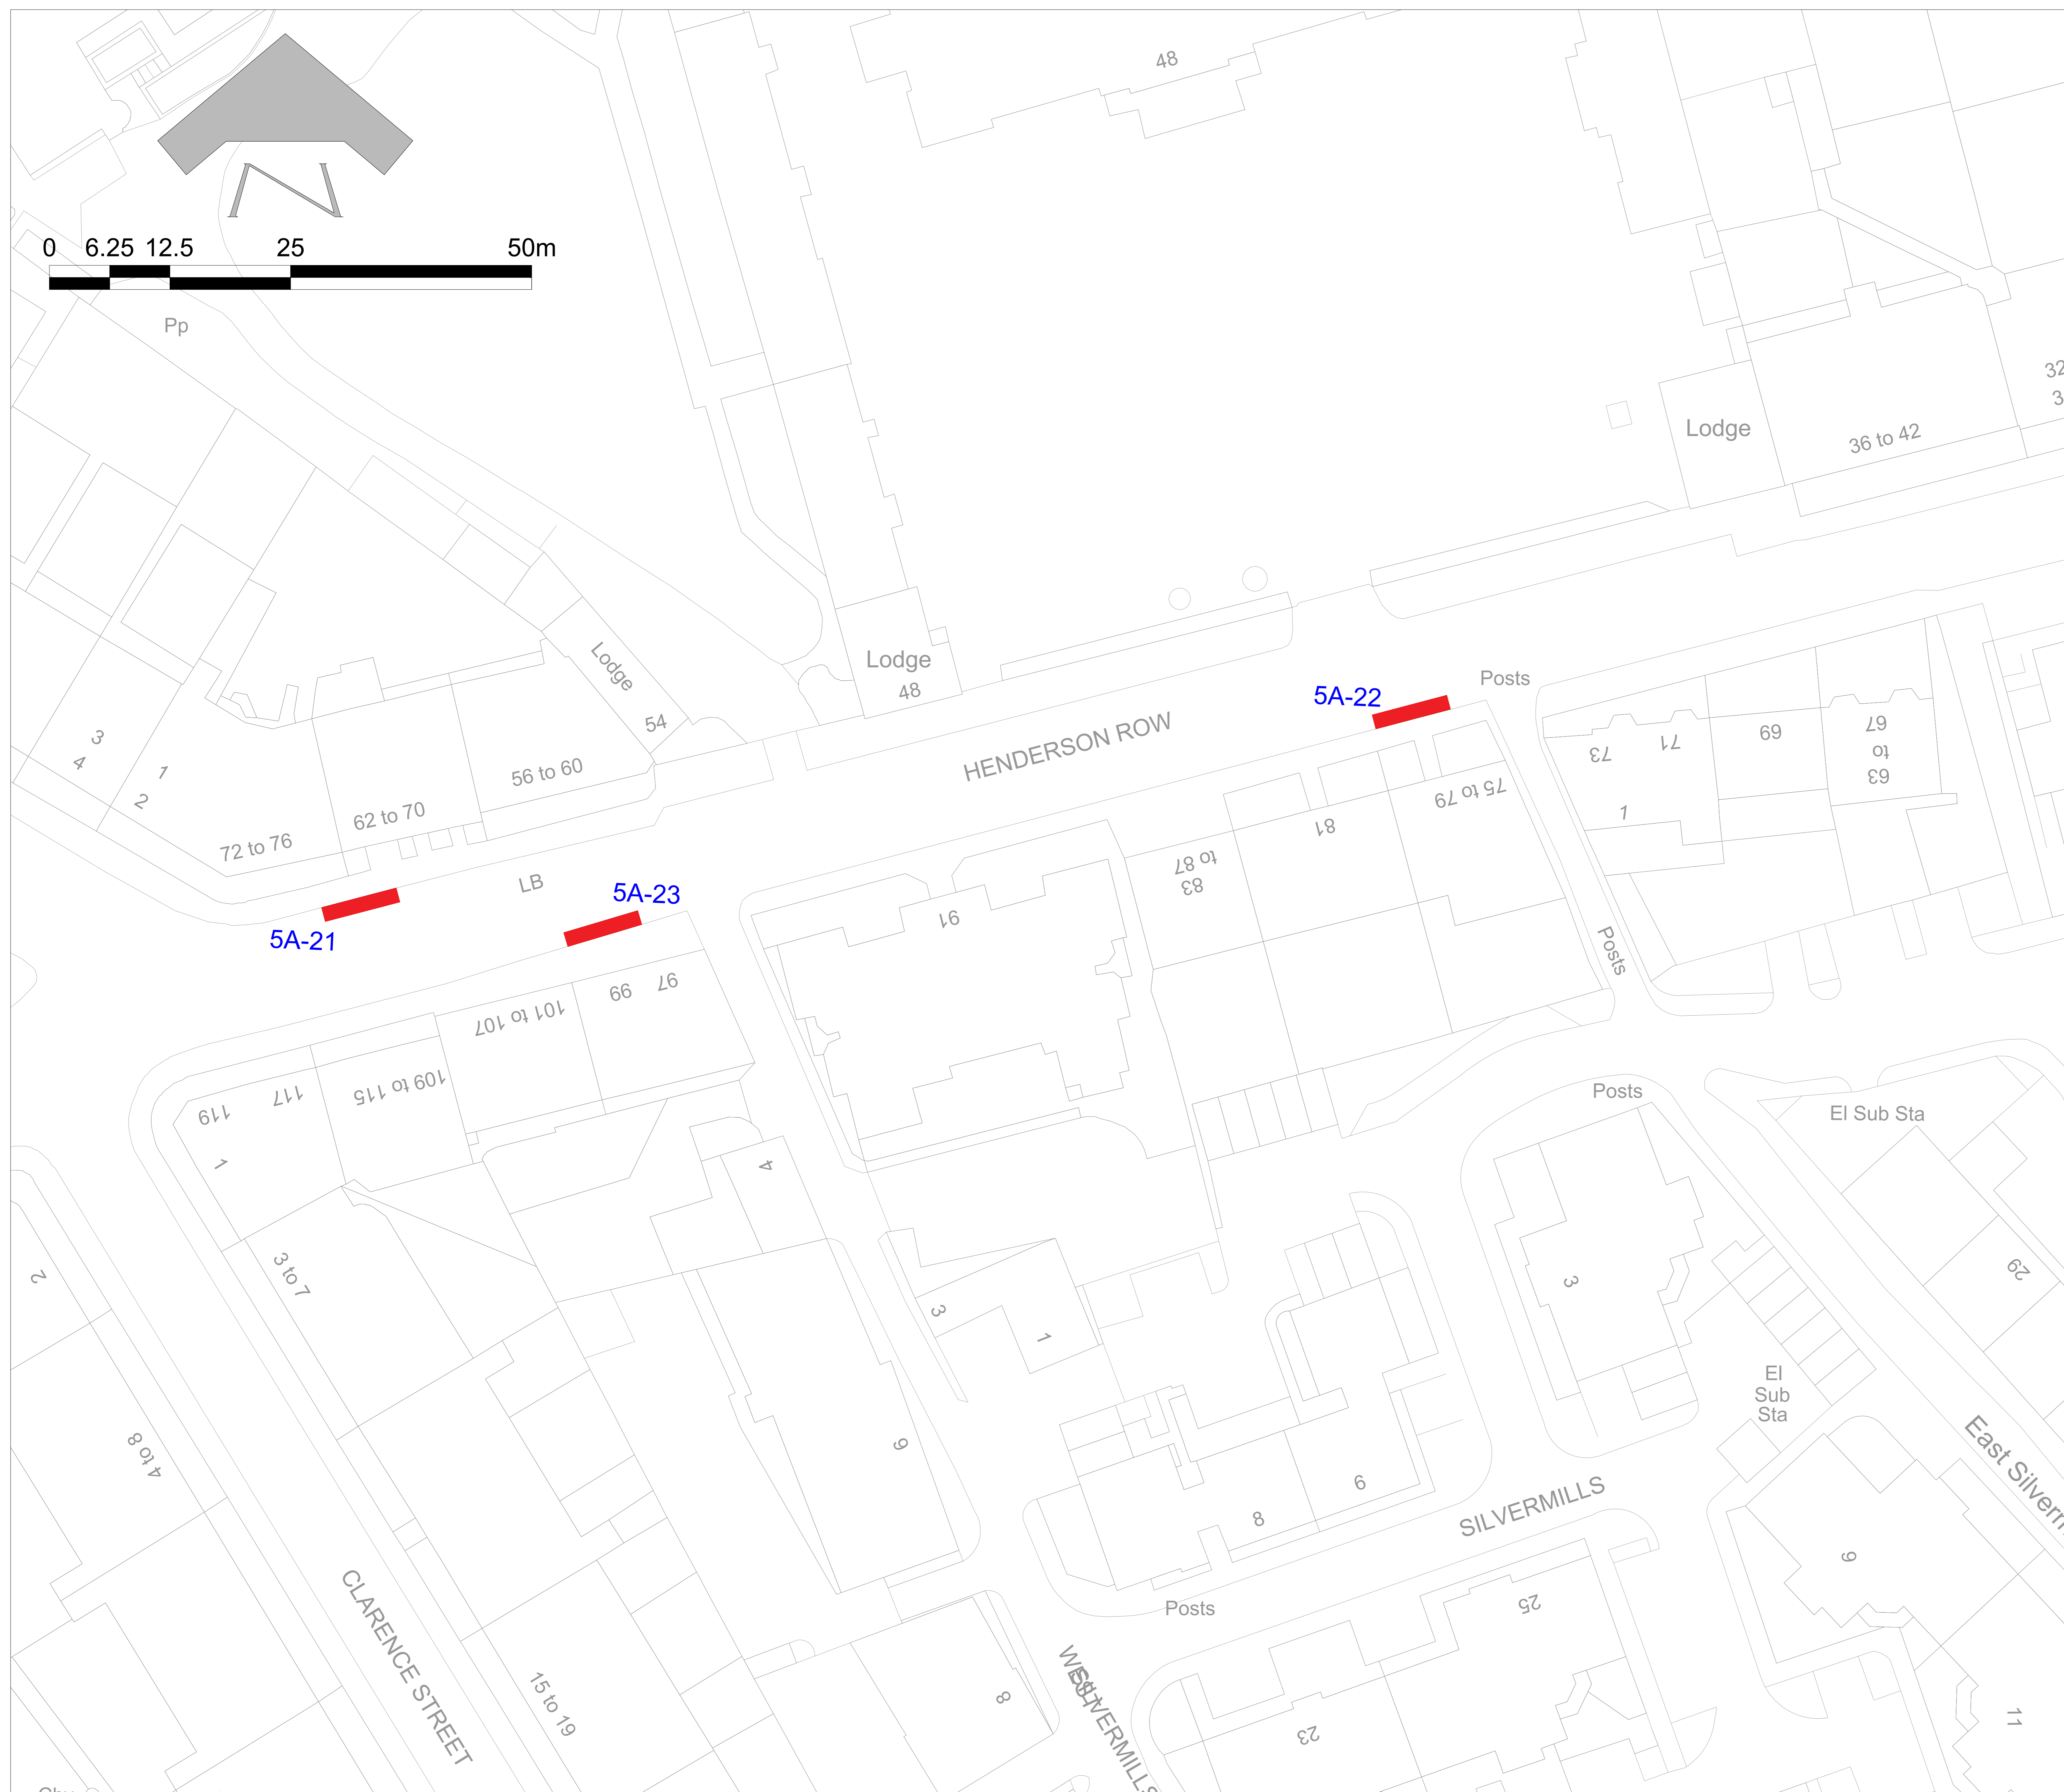 48
N
0 6.25 12.5 25 50m
Pp
32
3
Lodge
36 to 42
Lodge
54
Lodge
48
5A-22
Posts
HENDERSON ROW
3
4
1
2
72 to 76
62 to 70
56 to 60
73
71
69
67
to
63
1
75 to 79
81
83
to 87
LB
5A-21
5A-23
91
Posts
97
99
101 to 107
109 to 115
117
119
1
4
Posts
El Sub Sta
2
3 to 7
3
1
3
29
4 to 8
9
El
Sub
Sta
8
6
SILVERMILLS
East Silverm
9
CLARENCE STREET
15 to 19
Posts
25
8
WEST SILVERMILLS
23
11